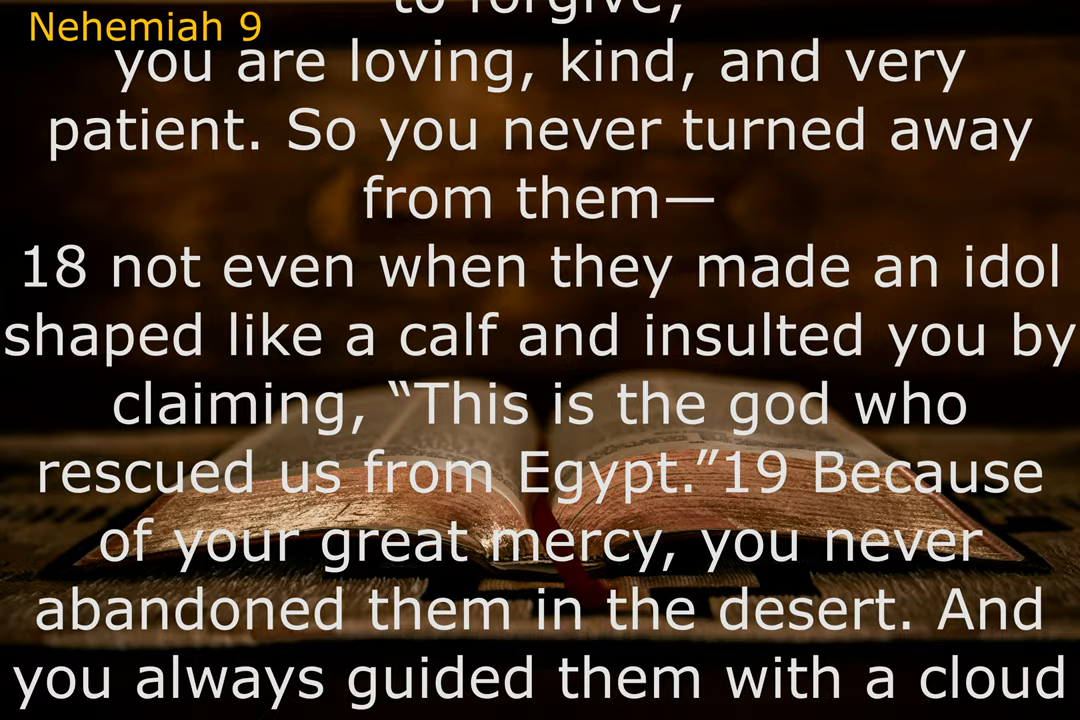 to forgive,
Nehemiah 9
you are loving, kind, and very
patient. So you never turned away
from them—
18 not even when they made an idol
shaped like a calf and insulted you by
claiming, “This is the god who
rescued us from Egypt.”19 Because
of your great mercy, you never
abandoned them in the desert. And
you always guided them with a cloud